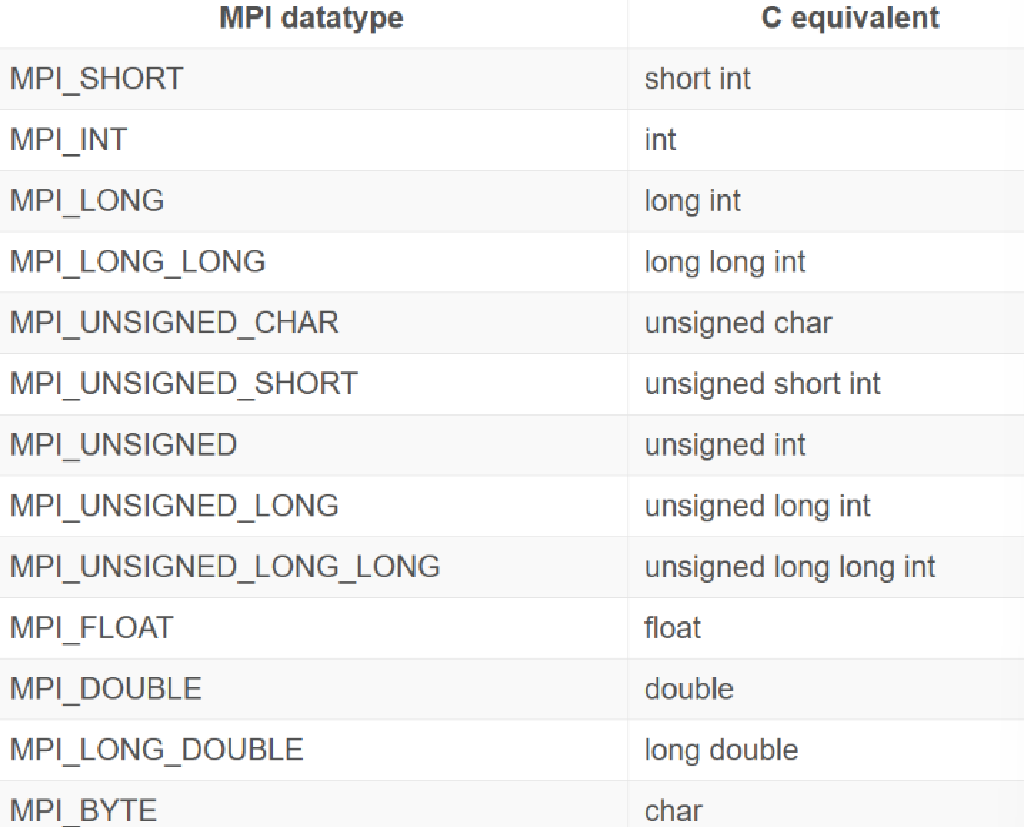 MPI datatype C equivalent
MPI_SHORT short int
MPI_INT int
MPI_LONG long int
MPI_LONG_LONG long long int
MPI_UNSIGNED_CHAR unsigned char
MPI_UNSIGNED_SHORT unsigned short int
MPI_UNSIGNED unsigned int
MPI_UNSIGNED_LONG unsigned long int
MPI_UNSIGNED_LONG_LONG unsigned long long int
MPI_FLOAT float
MPI_DOUBLE double
MPI_LONG_DOUBLE long double
MPI_BYTE char